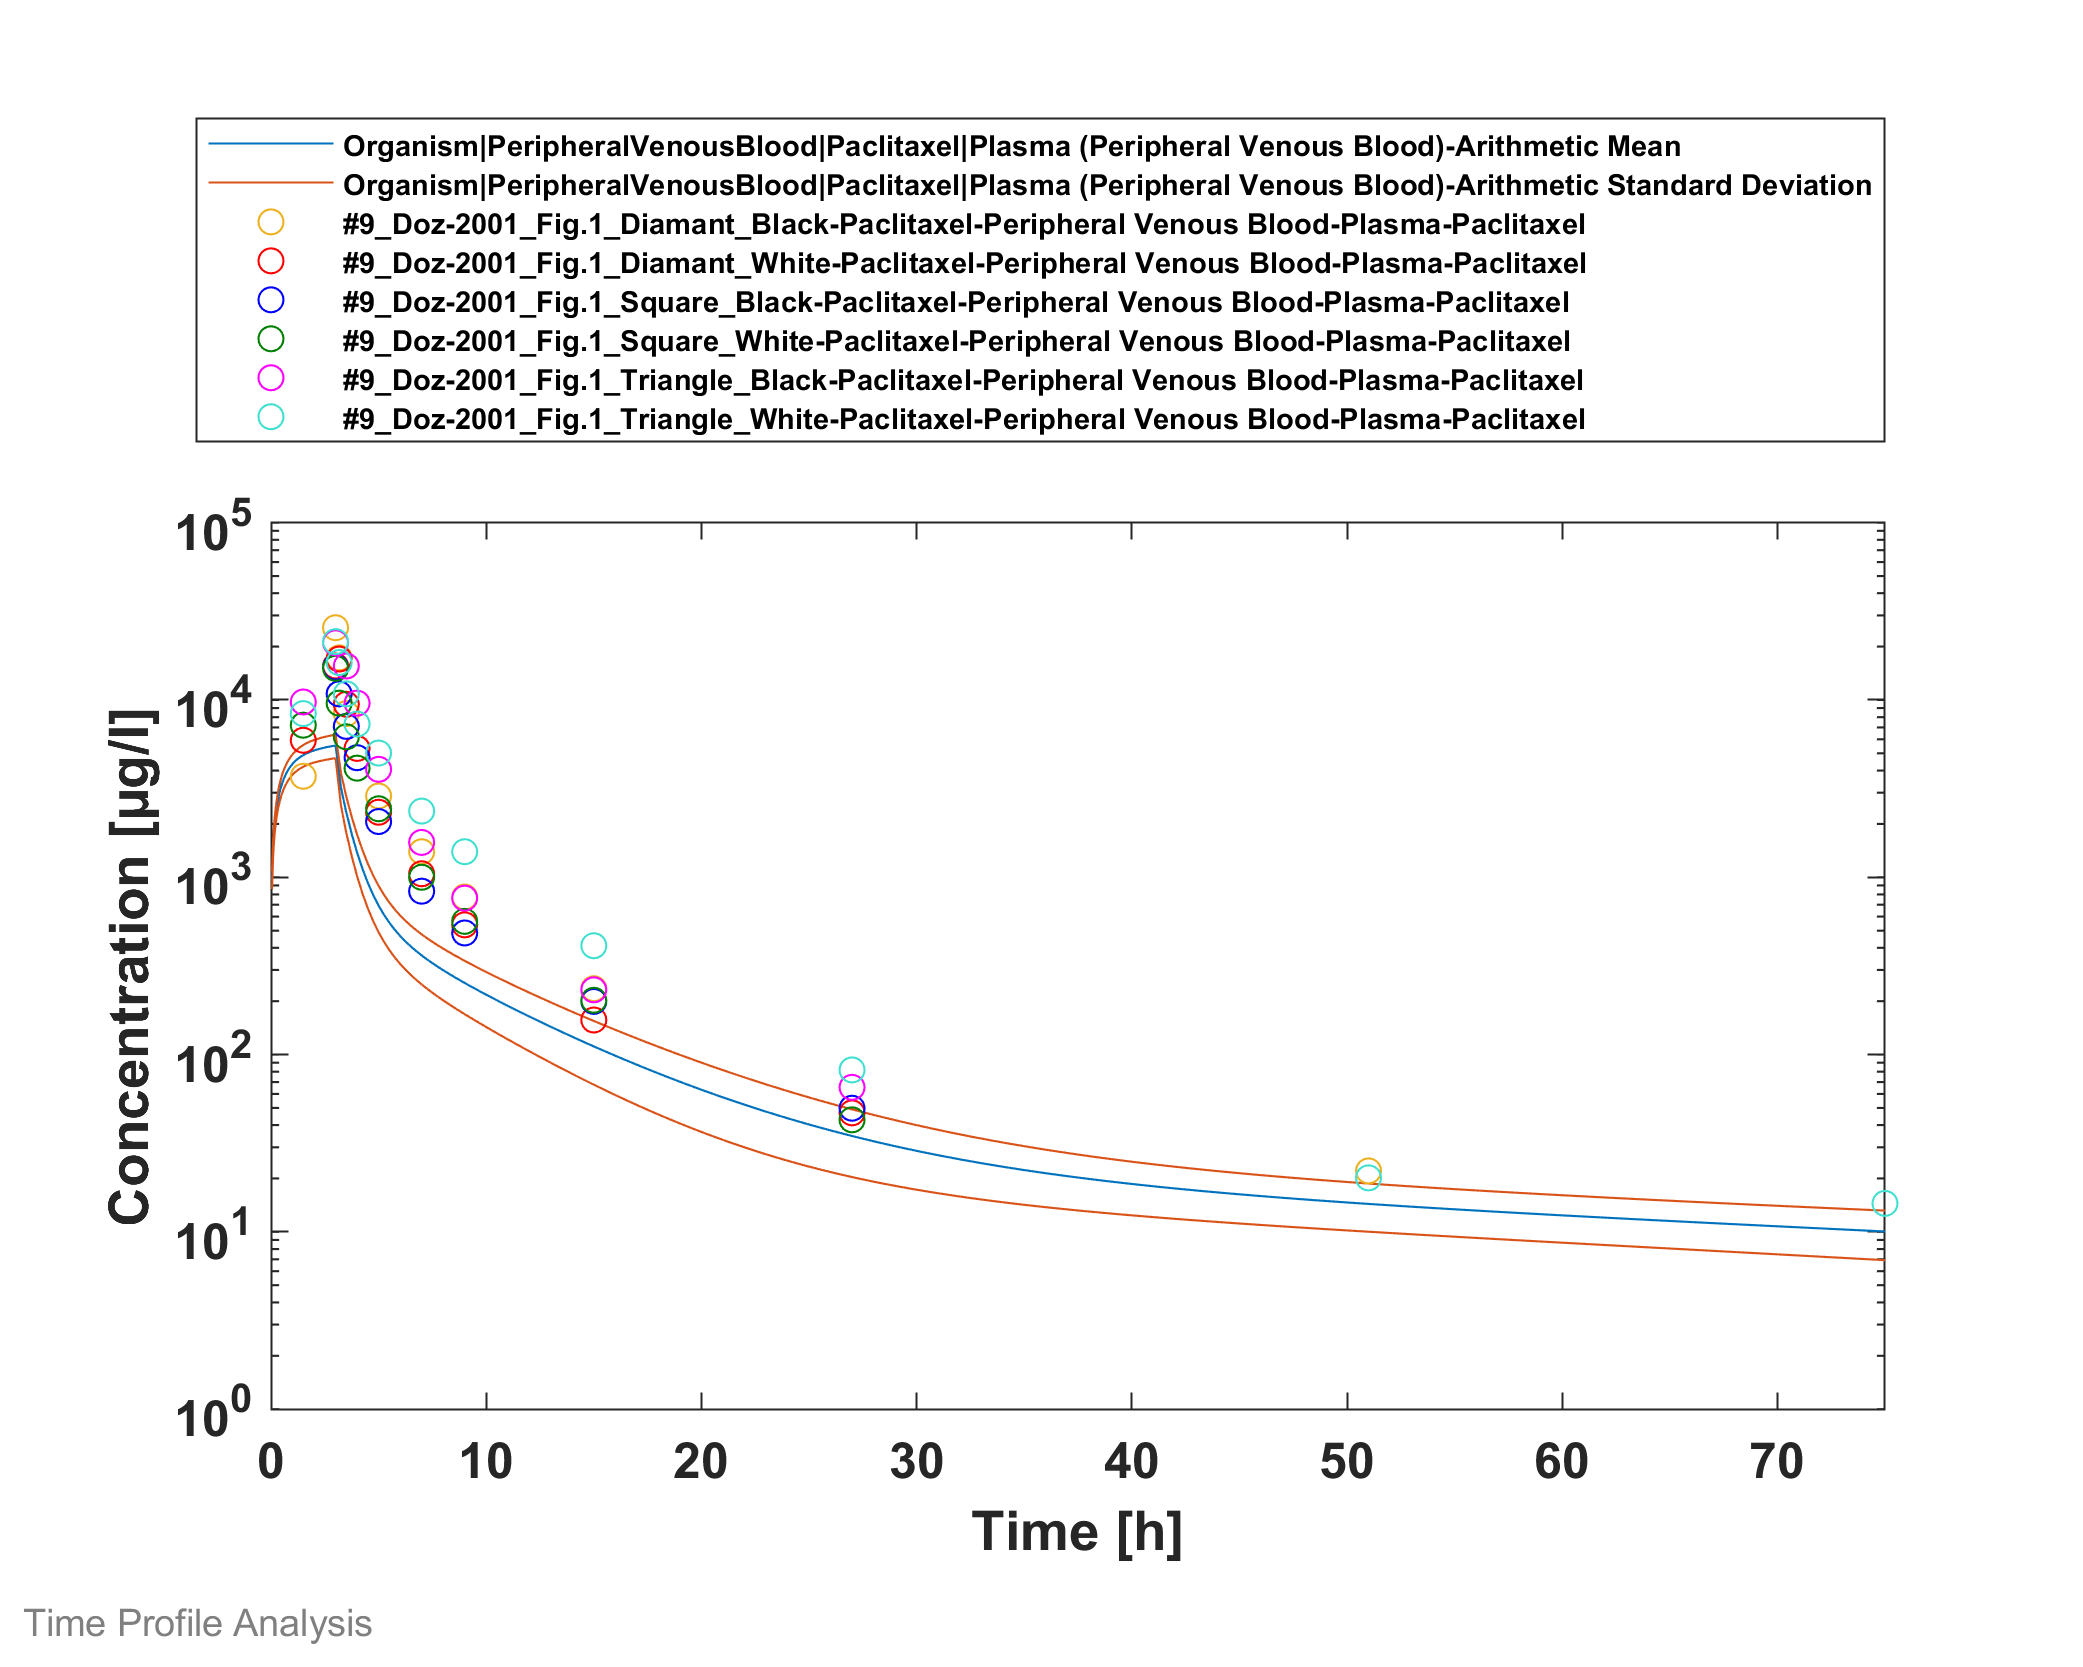 Organism|PeripheralVenousBlood|Paclitaxel|Plasma (Peripheral Venous Blood)-Arithmetic Mean
Organism|PeripheralVenousBlood|Paclitaxel|Plasma (Peripheral Venous Blood)-Arithmetic Standard Deviation
#9_Doz-2001_Fig.1_Diamant_Black-Paclitaxel-Peripheral Venous Blood-Plasma-Paclitaxel
#9_Doz-2001_Fig.1_Diamant_White-Paclitaxel-Peripheral Venous Blood-Plasma-Paclitaxel
#9_Doz-2001_Fig.1_Square_Black-Paclitaxel-Peripheral Venous Blood-Plasma-Paclitaxel
#9_Doz-2001_Fig.1_Square_White-Paclitaxel-Peripheral Venous Blood-Plasma-Paclitaxel
#9_Doz-2001_Fig.1_Triangle_Black-Paclitaxel-Peripheral Venous Blood-Plasma-Paclitaxel
#9_Doz-2001_Fig.1_Triangle_White-Paclitaxel-Peripheral Venous Blood-Plasma-Paclitaxel
Concentration [µg/l]
10^5
10^4
10^3
10^2
10^1
10^0
0 10 20 30 40 50 60 70
Time [h]
Time Profile Analysis